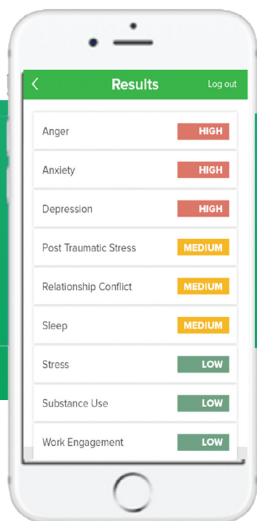 Results
Log out
Anger HIGH
Anxiety HIGH
Depression HIGH
Post Traumatic Stress MEDIUM
Relationship Conflict MEDIUM
Sleep MEDIUM
Stress LOW
Substance Use LOW
Work Engagement LOW